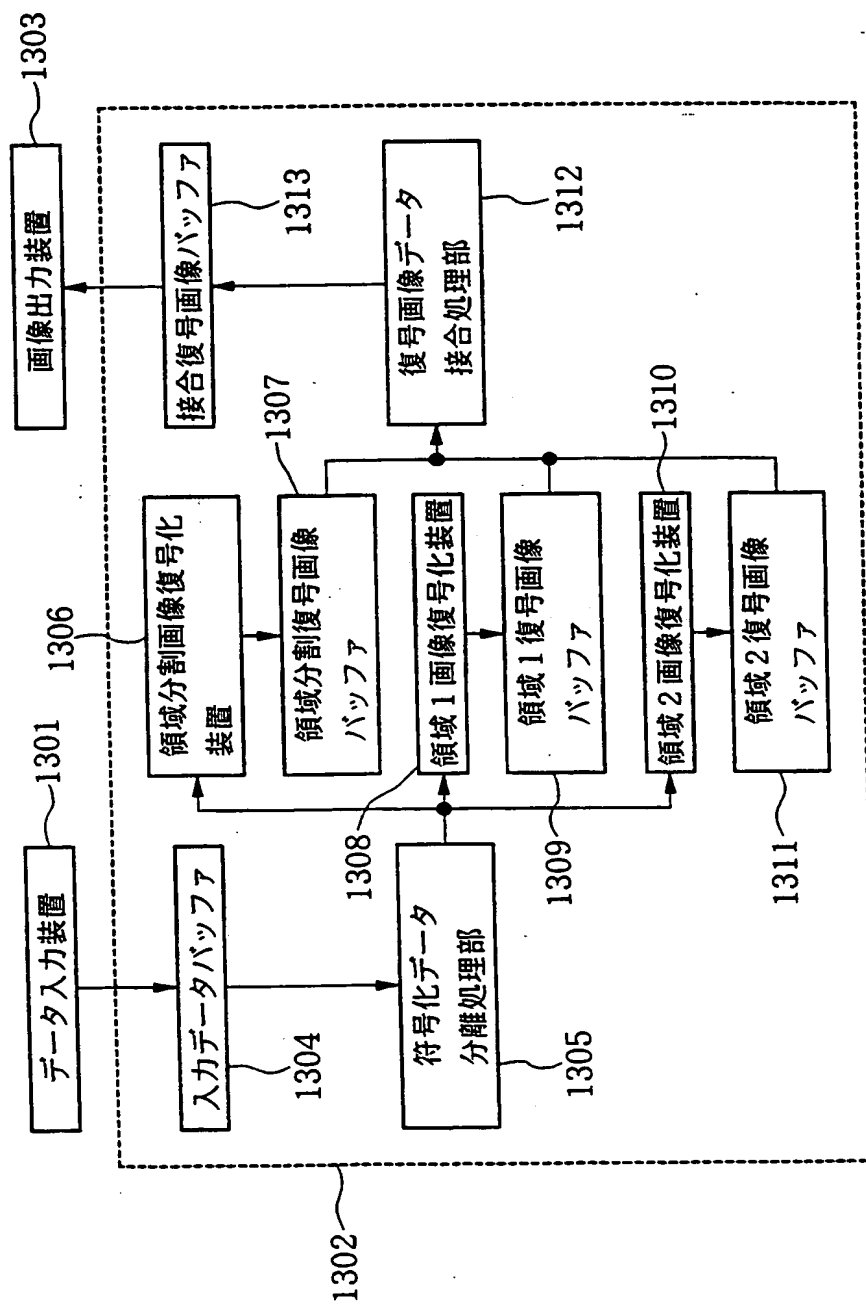 1301
データ入力装置
1303
画像出力装置
1302
入力データバッファ
1304
符号化データ
分離処理部
1305
1306
領域分割画像復号化
装置
領域分割復号画像
バッファ
1307
1308
領域1画像復号化装置
領域1復号画像
バッファ
1309
領域2画像復号化装置
1310
領域2復号画像
バッファ
1311
接合復号画像バッファ
1313
復号画像データ
接合処理部
1312